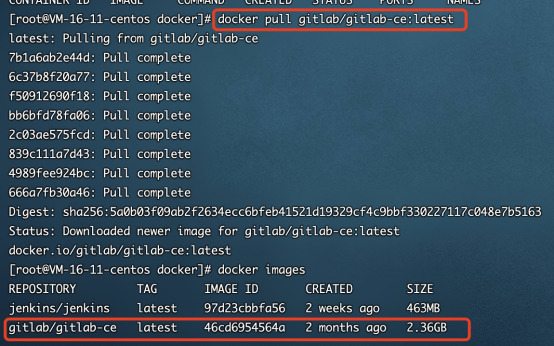 CONTAINER ID IMAGE COMMAND CREATED STATUS PORTS NAMES
[root@VM-16-11-centos docker]# docker pull gitlab/gitlab-ce:latest
latest: Pulling from gitlab/gitlab-ce
7b1a6ab2e44d: Pull complete
6c37b8f20a77: Pull complete
f50912690f18: Pull complete
bb6bfd78fa06: Pull complete
2c03ae575fcd: Pull complete
839c111a7d43: Pull complete
4989fee924bc: Pull complete
666a7fb30a46: Pull complete
Digest: sha256:5a0b03f09ab2f2634ecc6bfeb41521d19329cf4c9bbf330227117c048e7b5163
Status: Downloaded newer image for gitlab/gitlab-ce:latest
docker.io/gitlab/gitlab-ce:latest
[root@VM-16-11-centos docker]# docker images
REPOSITORY TAG IMAGE ID CREATED SIZE
jenkins/jenkins latest 97d23cbbfa56 2 weeks ago 463MB
gitlab/gitlab-ce latest 46cd6954564a 2 months ago 2.36GB